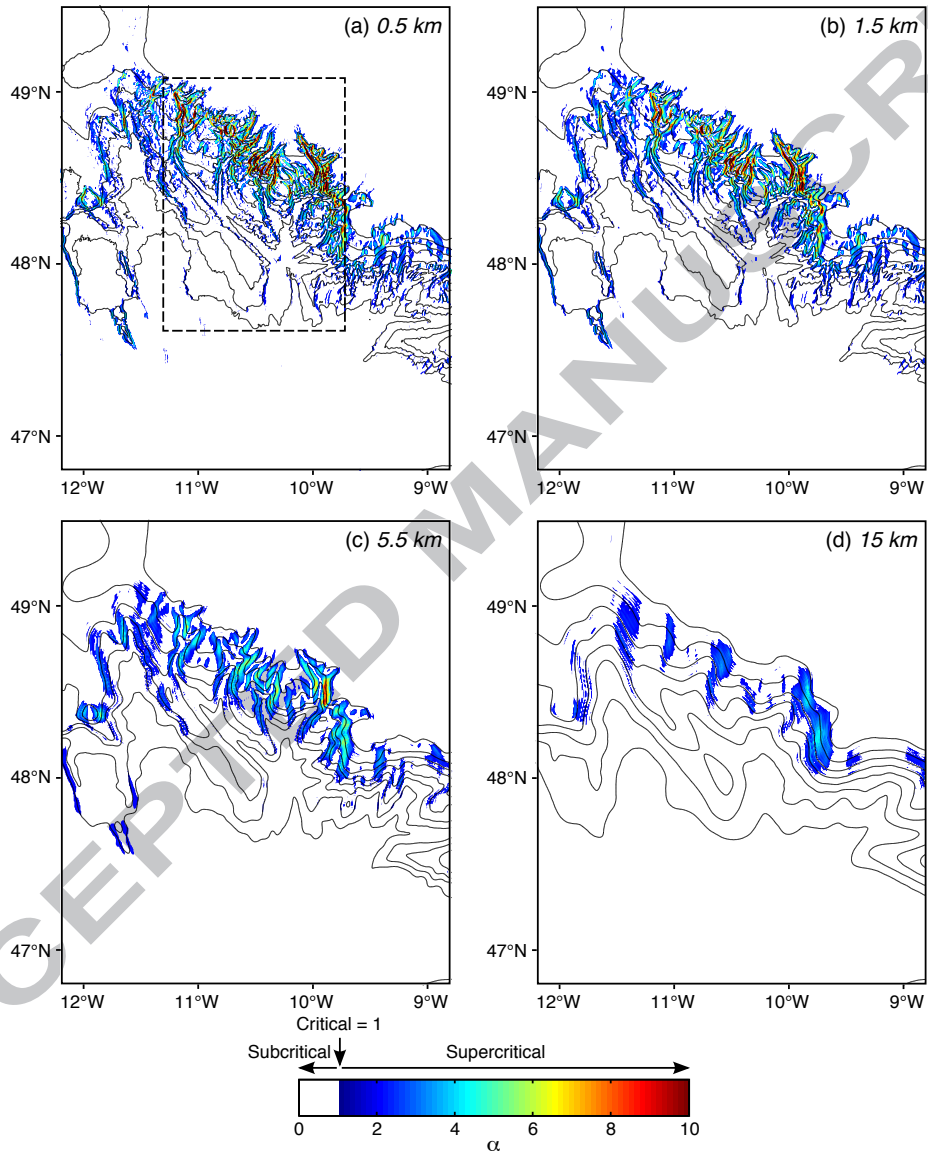 (a) 0.5 km
(b) 1.5 km
49°N
48°N
47°N
12°W 11°W 10°W 9°W
49°N
48°N
47°N
12°W 11°W 10°W 9°W
(c) 5.5 km
(d) 15 km
49°N
48°N
47°N
12°W 11°W 10°W 9°W
49°N
48°N
47°N
12°W 11°W 10°W 9°W
CEPTED MANUSCR
Critical = 1
Subcritical
Supercritical
0 2 4 6 8 10
α